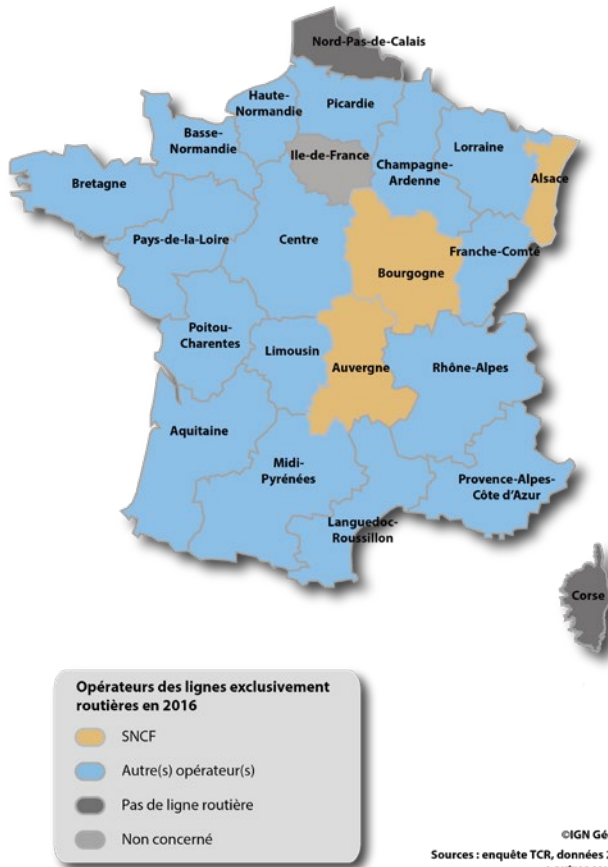 Nord-Pas-de-Calais
Haute-
Normandie
Picardie
Basse-
Normandie
Ile-de-France
Champagne-
Ardenne
Lorraine
Alsace
Bretagne
Pays-de-la-Loire
Centre
Bourgogne
Franche-Comté
Poitou-
Charentes
Limousin
Auvergne
Rhône-Alpes
Aquitaine
Midi-
Pyrénées
Languedoc-
Roussillon
Provence-Alpes-
Côte d'Azur
Corse
Opérateurs des lignes exclusivement
routières en 2016
SNCF
Autre(s) opérateur(s)
Pas de ligne routière
Non concerné
©IGN Gé
Sources : enquête TCR, données